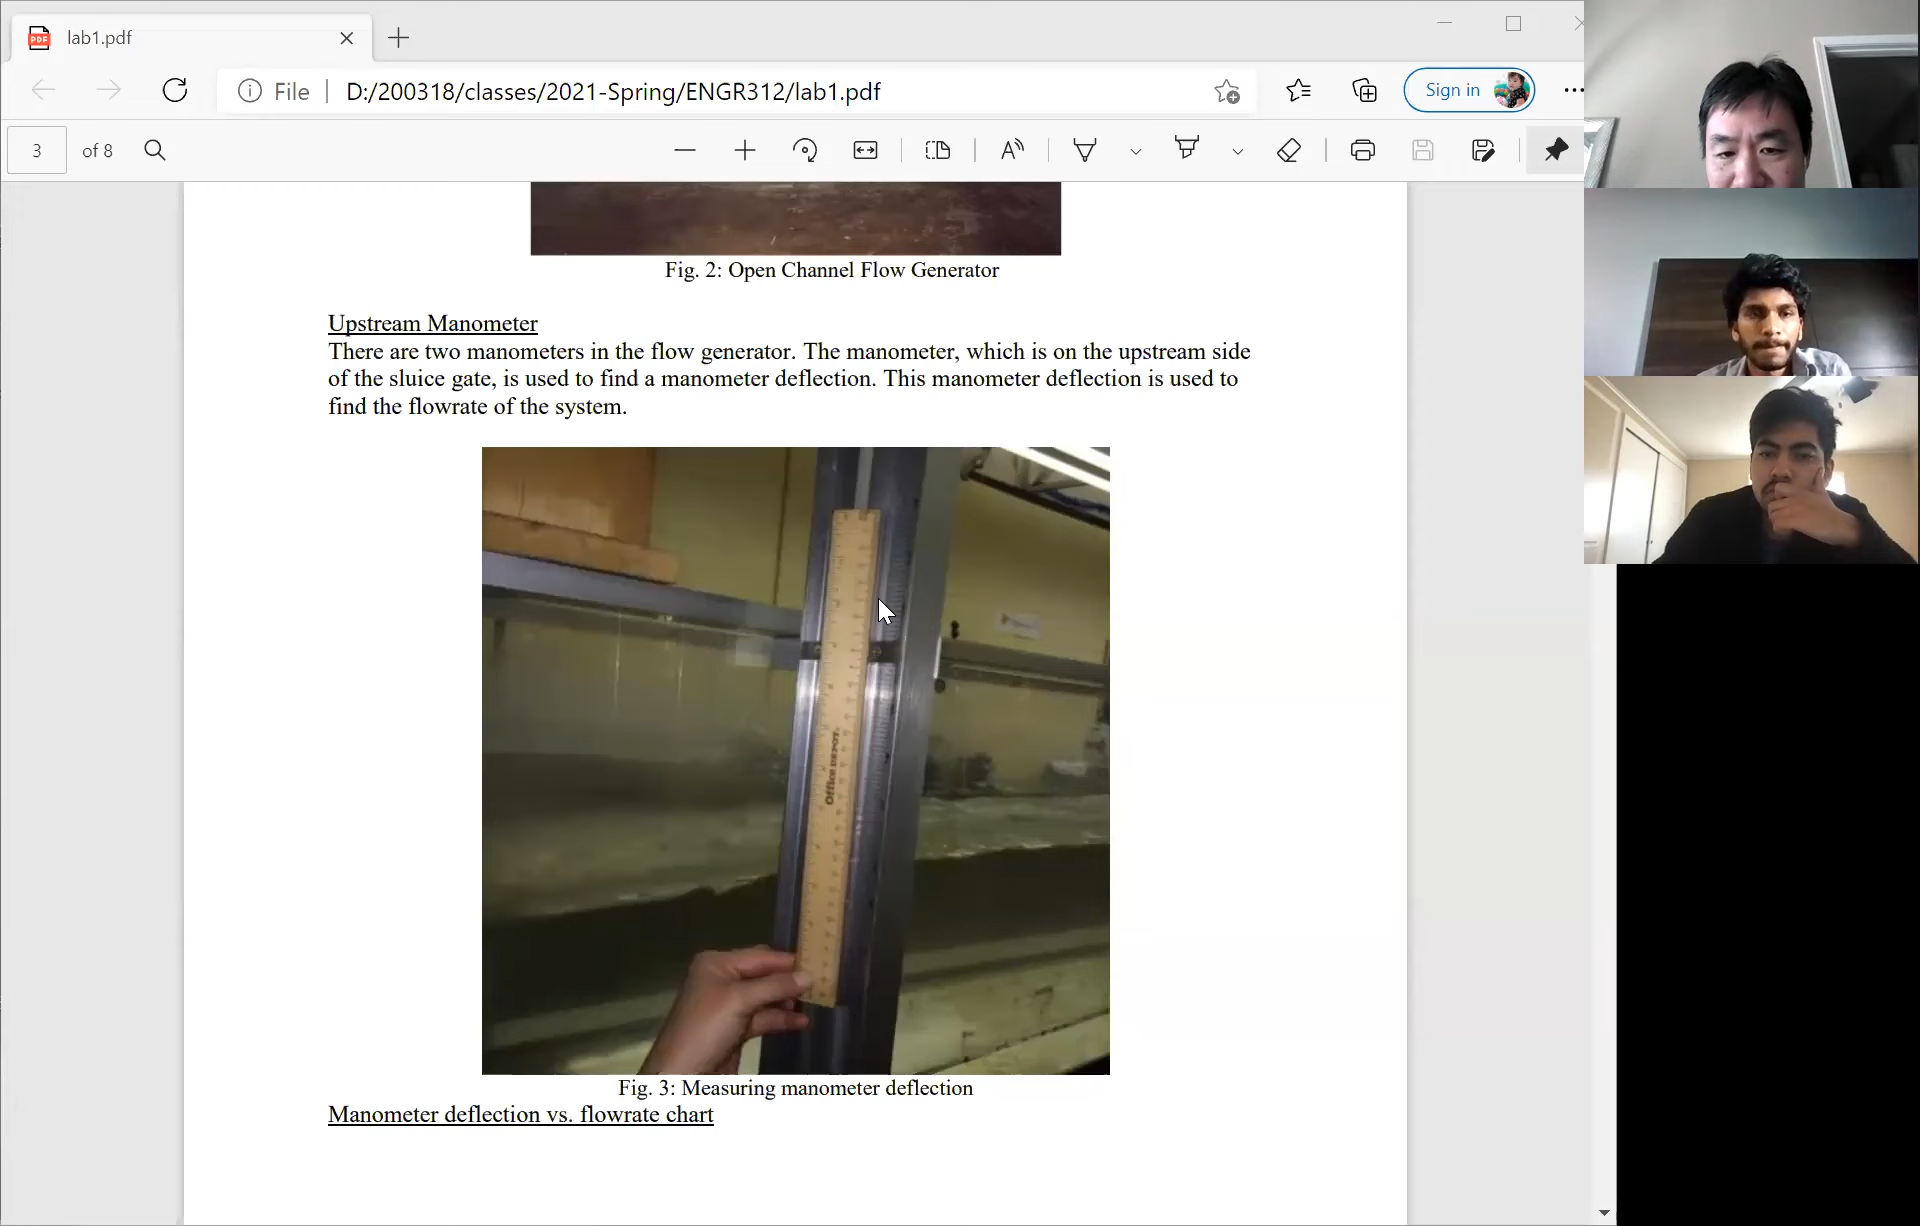 lab1.pdf
File
D:/200318/classes/2021-Spring/ENGR312/lab1.pdf
Sign in
3 of 8
Fig. 2: Open Channel Flow Generator
Upstream Manometer
There are two manometers in the flow generator. The manometer, which is on the upstream side
of the sluice gate, is used to find a manometer deflection. This manometer deflection is used to
find the flowrate of the system.
Office DEPOT
Fig. 3: Measuring manometer deflection
Manometer deflection vs. flowrate chart